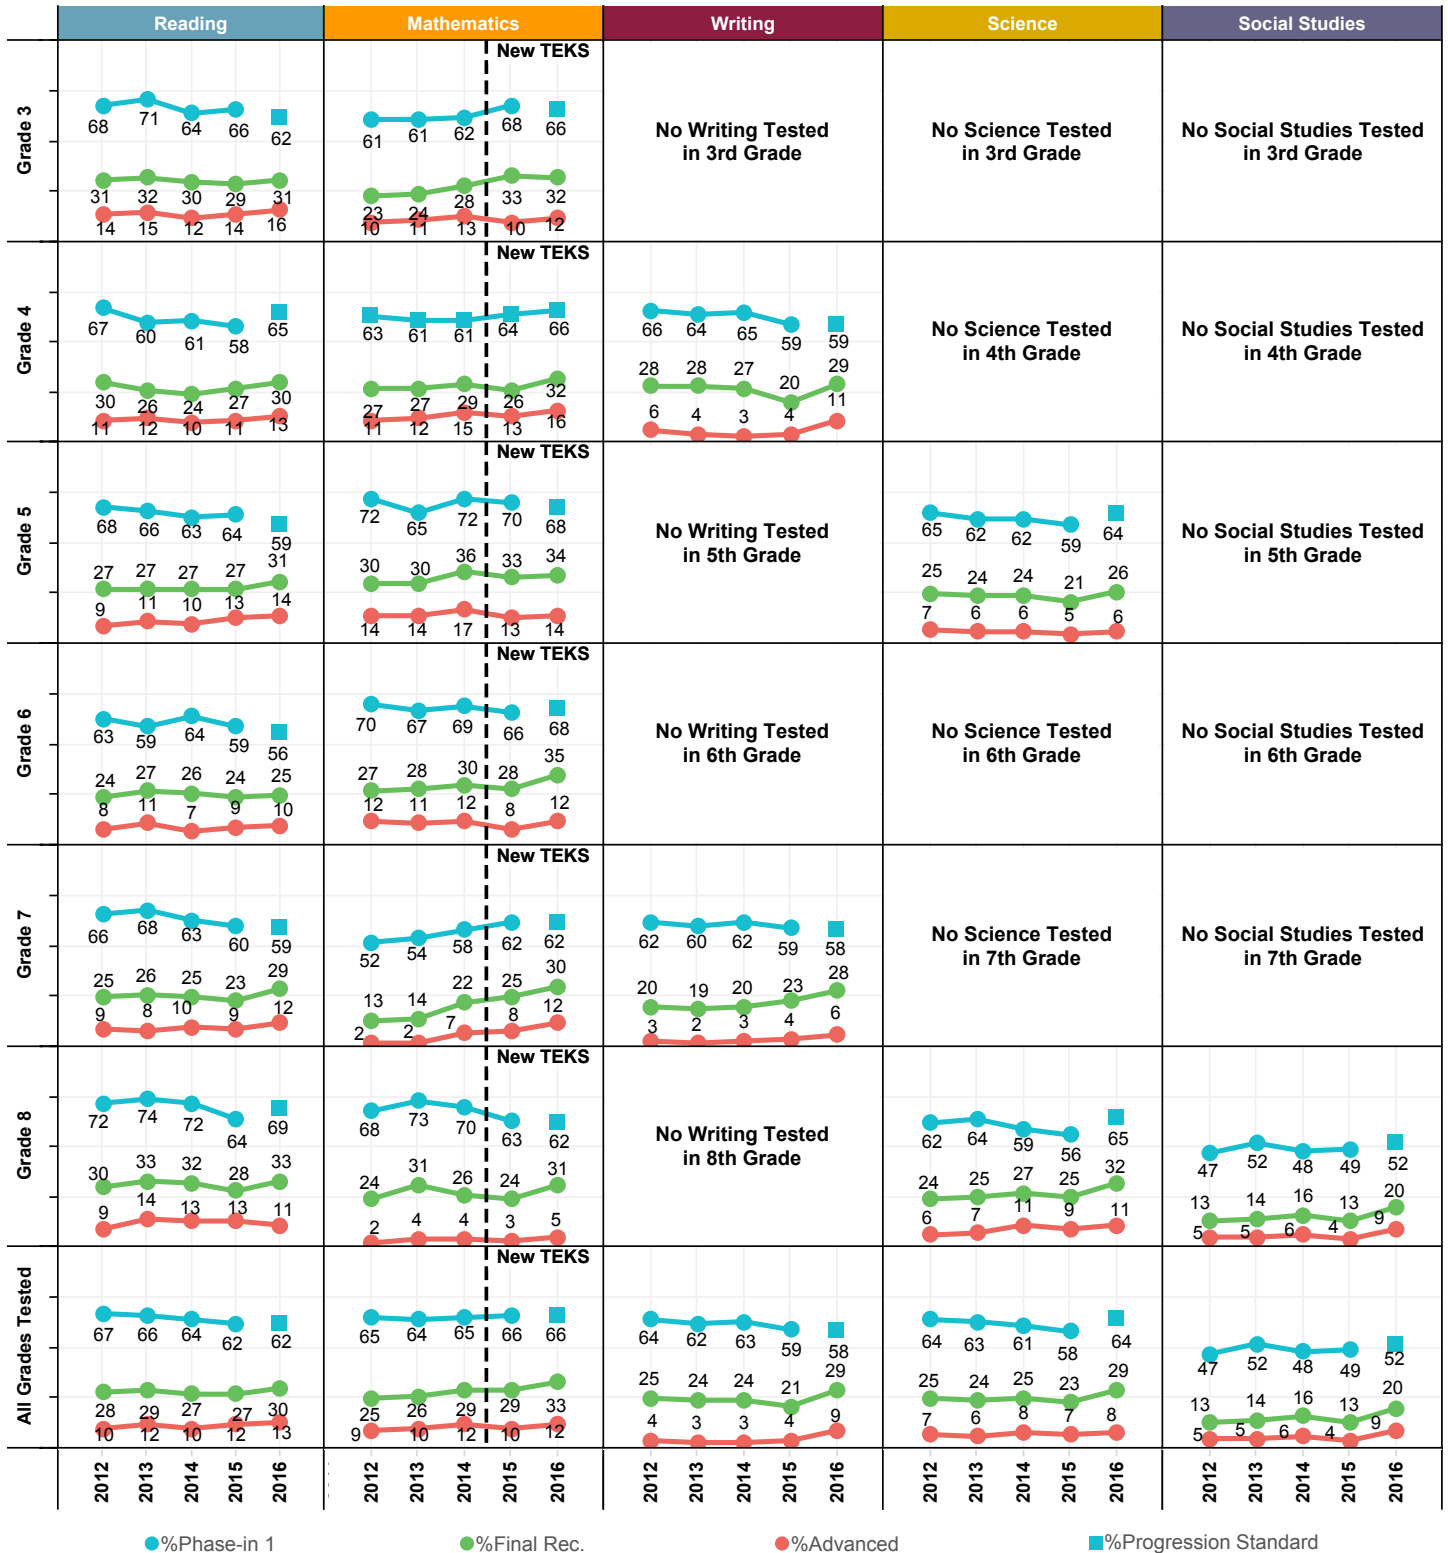 Reading Mathematics Writing Science Social Studies
New TEKS
Grade 3
68 71 64 66 62
31 32 30 29 31
14 15 12 14 16
61 61 62 68 66
23 24 28 33 32
10 11 13 10 12
No Writing Tested
in 3rd Grade
No Science Tested
in 3rd Grade
No Social Studies Tested
in 3rd Grade
New TEKS
Grade 4
67 60 61 58 65
30 26 24 27 30
11 12 10 11 13
63 61 61 64 66
27 27 29 26 32
11 12 15 13 16
66 64 65 59 59
28 28 27 20 29
6 4 3 4 11
No Science Tested
in 4th Grade
No Social Studies Tested
in 4th Grade
New TEKS
Grade 5
68 66 63 64 59
27 27 27 27 31
9 11 10 13 14
72 65 72 70 68
30 30 36 33 34
14 14 17 13 14
No Writing Tested
in 5th Grade
65 62 62 59 64
25 24 24 21 26
7 6 6 5 6
No Social Studies Tested
in 5th Grade
New TEKS
Grade 6
63 59 64 59 56
24 27 26 24 25
8 11 7 9 10
70 67 69 66 68
27 28 30 28 35
12 11 12 8 12
No Writing Tested
in 6th Grade
No Science Tested
in 6th Grade
No Social Studies Tested
in 6th Grade
New TEKS
Grade 7
66 68 63 60 59
25 26 25 23 29
9 8 10 9 12
52 54 58 62 62
13 14 22 25 30
2 2 7 8 12
62 60 62 59 58
20 19 20 23 28
3 2 3 4 6
No Science Tested
in 7th Grade
No Social Studies Tested
in 7th Grade
New TEKS
Grade 8
72 74 72 64 69
30 33 32 28 33
9 14 13 13 11
68 73 70 63 62
24 31 26 24 31
2 4 4 3 5
No Writing Tested
in 8th Grade
62 64 59 56 65
24 25 27 25 32
6 7 11 9 11
47 52 48 49 52
13 14 16 13 20
5 5 6 4 9
New TEKS
All Grades Tested
67 66 64 62 62
28 29 27 27 30
10 12 10 12 13
65 64 65 66 66
25 26 29 29 33
9 10 12 10 12
64 62 63 59 58
25 24 24 21 29
4 3 3 4 9
64 63 61 58 64
25 24 25 23 29
7 6 8 7 8
47 52 48 49 52
13 14 16 13 20
5 5 6 4 9
2012 2013 2014 2015 2016 2012 2013 2014 2015 2016 2012 2013 2014 2015 2016 2012 2013 2014 2015 2016 2012 2013 2014 2015 2016
%Phase-in 1 %Final Rec. %Advanced %Progression Standard